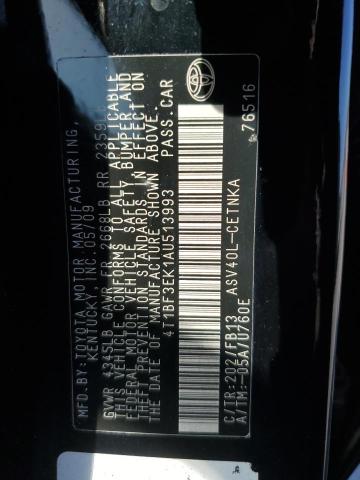 MFD.BY:TOYOTA MOTOR MANUFACTURING,
KENTUCKY, INC.05/09
GVWR 4345LB GAWR FR 2668LB RR 2359
THIS VEHICLE CONFORMS TO ALL APPLICABLE
FEDERAL MOTOR VEHICLE SAFETY, BUMPER,AND
THEFT PREVENTION STANDARDS IN EFFECT ON
THE DATE OF MANUFACTURE SHOWN ABOVE.
4T1BF3EK1AU513993 PASS.CAR
C/TR:202/FB13 ASV40L-CETNKA
A/TM:-05A/U760E 76516